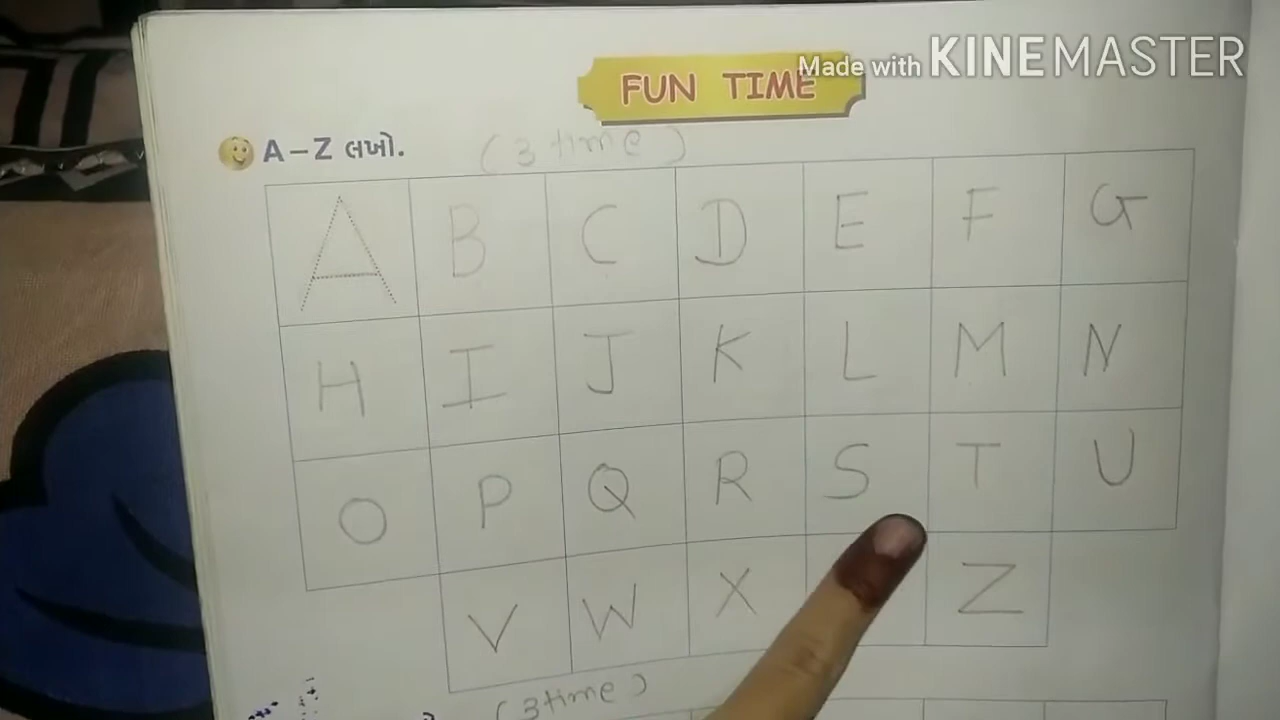 Made with KINEMASTER
FUN TIME
A – Z લખો. (3 time)
A B C D E F G
H I J K L M N
O P Q R S T U
V W X Z
(3 time)